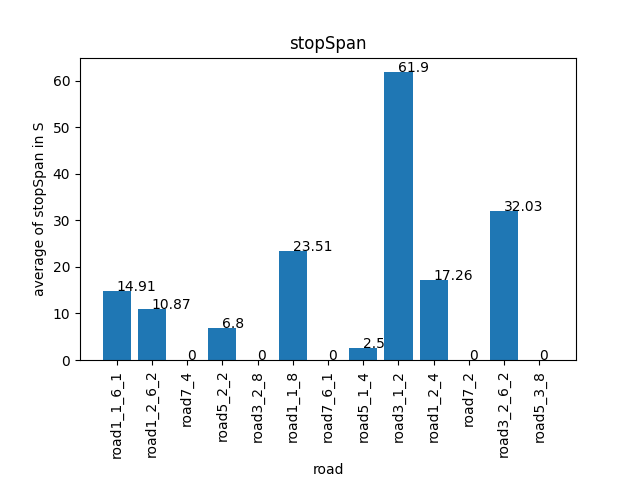 stopSpan
average of stopSpan in S
60
50
40
30
20
10
0
14.91
10.87
0
6.8
0
23.51
0
2.5
61.9
17.26
0
32.03
0
road1_1_6_1
road1_2_6_2
road7_4
road5_2_2
road3_2_8
road1_1_8
road7_6_1
road5_1_4
road3_1_2
road1_2_4
road7_2
road3_2_6_2
road5_3_8
road